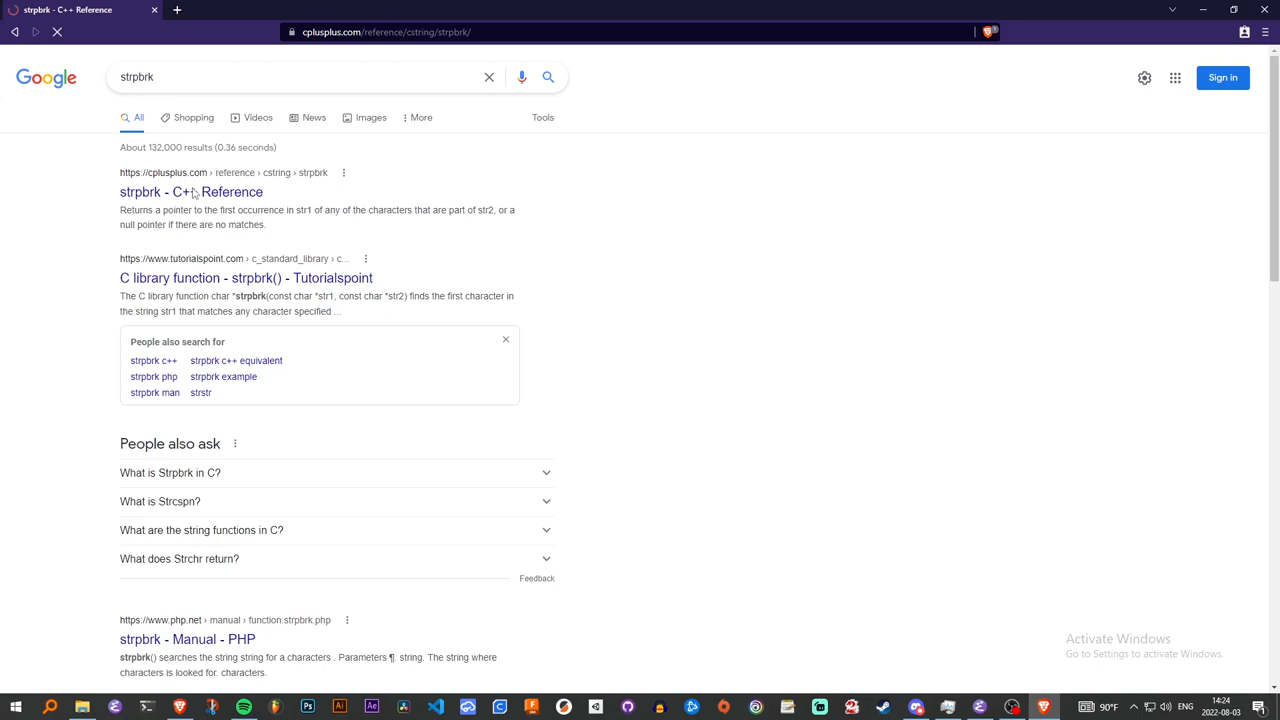 strpbrk - C++ Reference
cplusplus.com/reference/cstring/strpbrk/
Google
strpbrk
Sign in
All
Shopping
Videos
News
Images
More
Tools
About 132,000 results (0.36 seconds)
https://cplusplus.com › reference › cstring › strpbrk
strpbrk - C++ Reference
Returns a pointer to the first occurrence in str1 of any of the characters that are part of str2, or a
null pointer if there are no matches.
https://www.tutorialspoint.com › c_standard_library › c...
C library function - strpbrk() - Tutorialspoint
The C library function char *strpbrk(const char *str1, const char *str2) finds the first character in
the string str1 that matches any character specified ...
People also search for
strpbrk c++ strpbrk c++ equivalent
strpbrk php strpbrk example
strpbrk man strstr
People also ask
What is Strpbrk in C?
What is Strcspn?
What are the string functions in C?
What does Strchr return?
Feedback
https://www.php.net › manual › function.strpbrk.php
strpbrk - Manual - PHP
strpbrk() searches the string string for a characters . Parameters ¶. string. The string where
characters is looked for. characters.
Activate Windows
Go to Settings to activate Windows.
90°F
ENG
14:24
2022-08-03